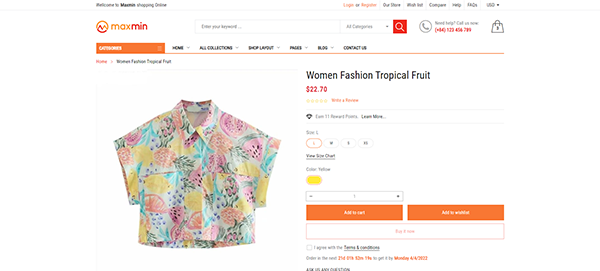 Welcome to Maxmin shopping Online
Login or Register Our Store Wish list Compare Help FAQs USD
maxmin
Enter your keyword ...
All Categories
Need help? Call us now:
(+84) 123 456 789
0
CATEGORIES
HOME ALL COLLECTIONS SHOP LAYOUT PAGES BLOG CONTACT US
Home > Women Fashion Tropical Fruit
Women Fashion Tropical Fruit
$22.70
Write a Review
Earn 11 Reward Points. Learn More...
Size: L
L M S XS
View Size Chart
Color: Yellow
- 1 +
Add to cart Add to wishlist
Buy it now
I agree with the Terms & conditions
Order in the next 21d 01h 52m 19s to get it by Monday 6/4/2022
ASK US ANY QUESTION